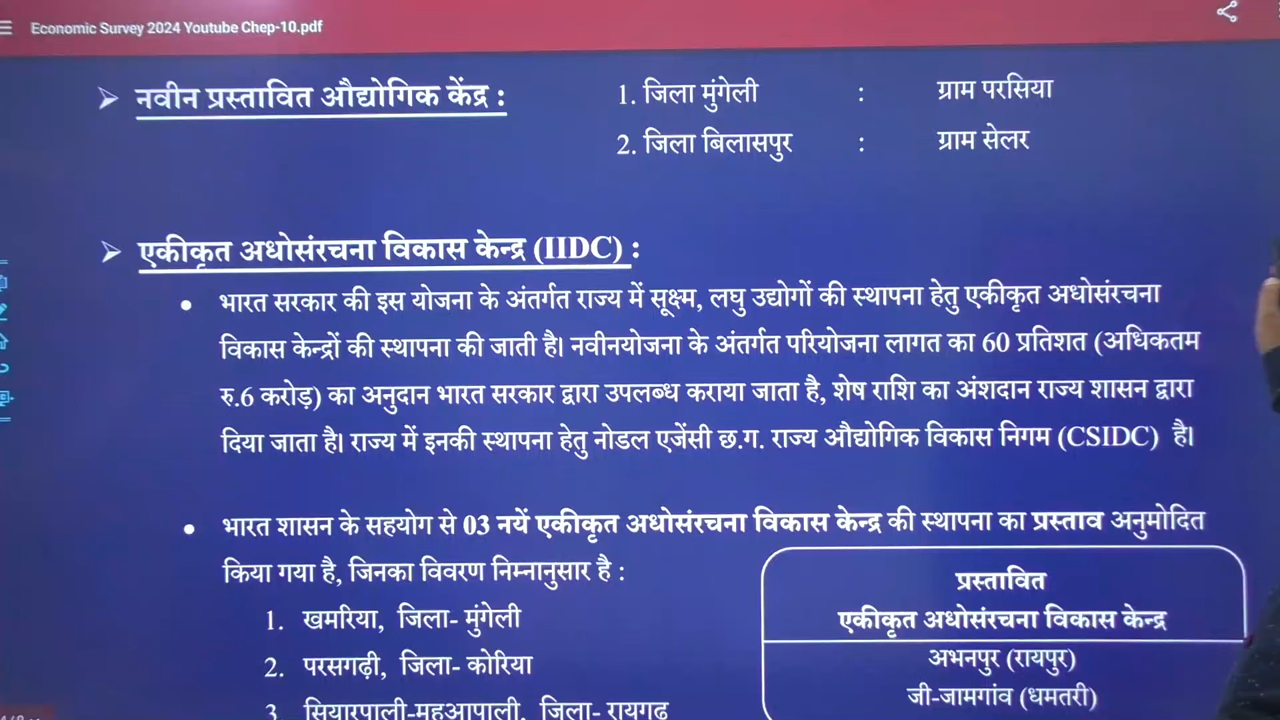 Economic Survey 2024 Youtube Chep-10.pdf
➢ नवीन प्रस्तावित औद्योगिक केंद्र :
1. जिला मुंगेली : ग्राम परसिया
2. जिला बिलासपुर : ग्राम सेलर
➢ एकीकृत अधोसंरचना विकास केन्द्र (IIDC) :
• भारत सरकार की इस योजना के अंतर्गत राज्य में सूक्ष्म, लघु उद्योगों की स्थापना हेतु एकीकृत अधोसंरचना
विकास केन्द्रों की स्थापना की जाती है। नवीनयोजना के अंतर्गत परियोजना लागत का 60 प्रतिशत (अधिकतम
रु.6 करोड़) का अनुदान भारत सरकार द्वारा उपलब्ध कराया जाता है, शेष राशि का अंशदान राज्य शासन द्वारा
दिया जाता है। राज्य में इनकी स्थापना हेतु नोडल एजेंसी छ.ग. राज्य औद्योगिक विकास निगम (CSIDC) है।
• भारत शासन के सहयोग से 03 नयें एकीकृत अधोसंरचना विकास केन्द्र की स्थापना का प्रस्ताव अनुमोदित
किया गया है, जिनका विवरण निम्नानुसार है :
1. खमरिया, जिला- मुंगेली
2. परसगढ़ी, जिला- कोरिया
3. सियारपाली-महुआपाली, जिला- रायगढ़
प्रस्तावित
एकीकृत अधोसंरचना विकास केन्द्र
अभनपुर (रायपुर)
जी-जामगांव (धमतरी)